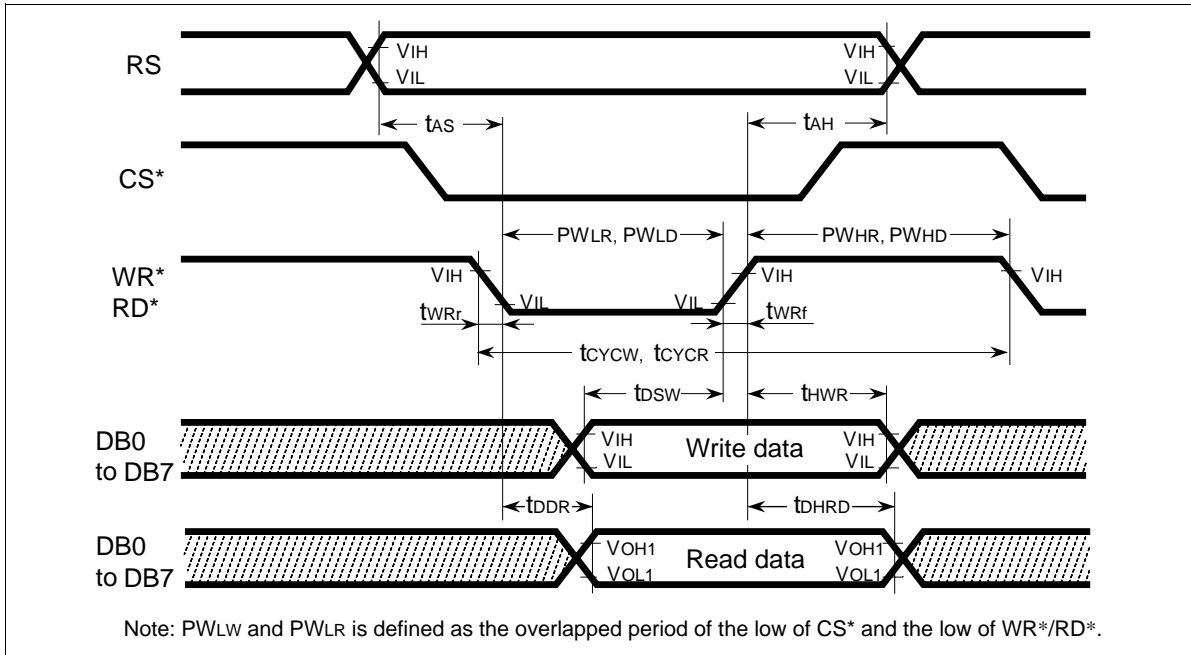 RS
VIH
VIL
VIH
VIL
tAS
tAH
CS*
PWLR, PWLD
PWHR, PWHD
WR*
RD*
VIH
VIL
VIL
VIH
VIH
tWRr
tWRf
tCYCW, tCYCR
tDSW
tHWR
DB0
to DB7
VIH
VIL
Write data
VIH
VIL
tDDR
tDHRD
DB0
to DB7
VOH1
VOL1
Read data
VOH1
VOL1
Note: PWLW and PWLR is defined as the overlapped period of the low of CS* and the low of WR*/RD*.